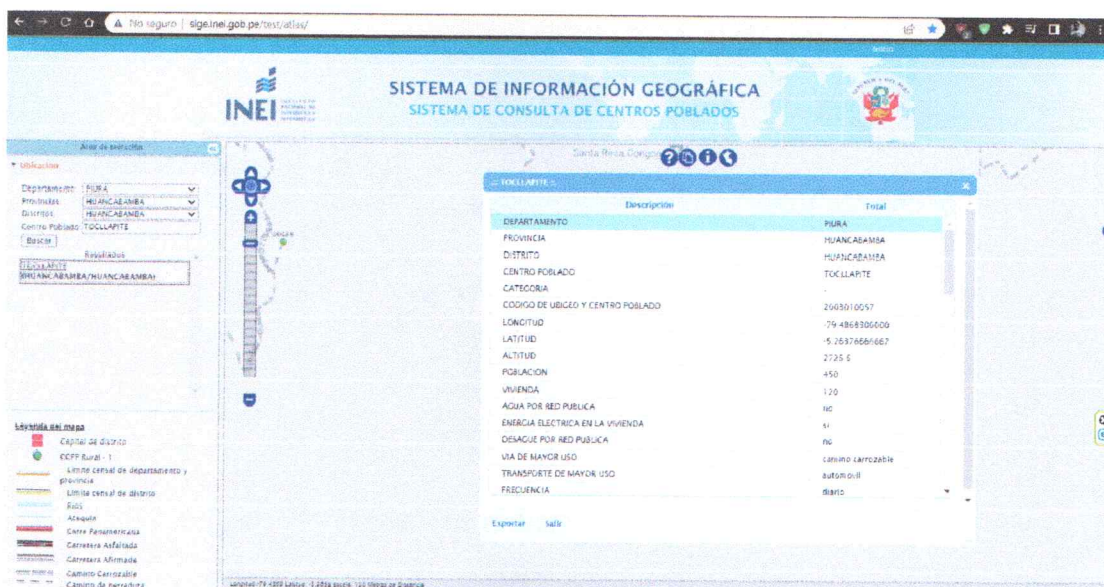 No seguro | sige.inei.gob.pe/test/atlas/
INEI
SISTEMA DE INFORMACIÓN GEOGRÁFICA
SISTEMA DE CONSULTA DE CENTROS POBLADOS
Ubicación
Departamento PIURA
Provincias HUANCABAMBA
Distritos HUANCABAMBA
Centro Poblado TOCLLAPITE
Buscar
Resultados
TOCLLAPITE
(HUANCABAMBA/HUANCABAMBA)
Leyenda del mapa
Capital de distrito
CCPP Rural - 1
Limite censal de departamento y
provincia
Limite censal de distrito
Rios
Carretera Asfaltada
Carretera Afirmada
Camino Carrozable
Camino de herradura
.:: TOCLLAPITE ::.
Descripción Total
DEPARTAMENTO PIURA
PROVINCIA HUANCABAMBA
DISTRITO HUANCABAMBA
CENTRO POBLADO TOCLLAPITE
CATEGORIA -
CODIGO DE UBIGEO Y CENTRO POBLADO 2003010057
LONGITUD
LATITUD -5.26376666667
ALTITUD 2725.6
POBLACION 450
VIVIENDA 120
AGUA POR RED PUBLICA no
ENERGIA ELECTRICA EN LA VIVIENDA si
DESAGUE POR RED PUBLICA no
VIA DE MAYOR USO camino carrozable
TRANSPORTE DE MAYOR USO automovil
FRECUENCIA diario
Exportar Salir